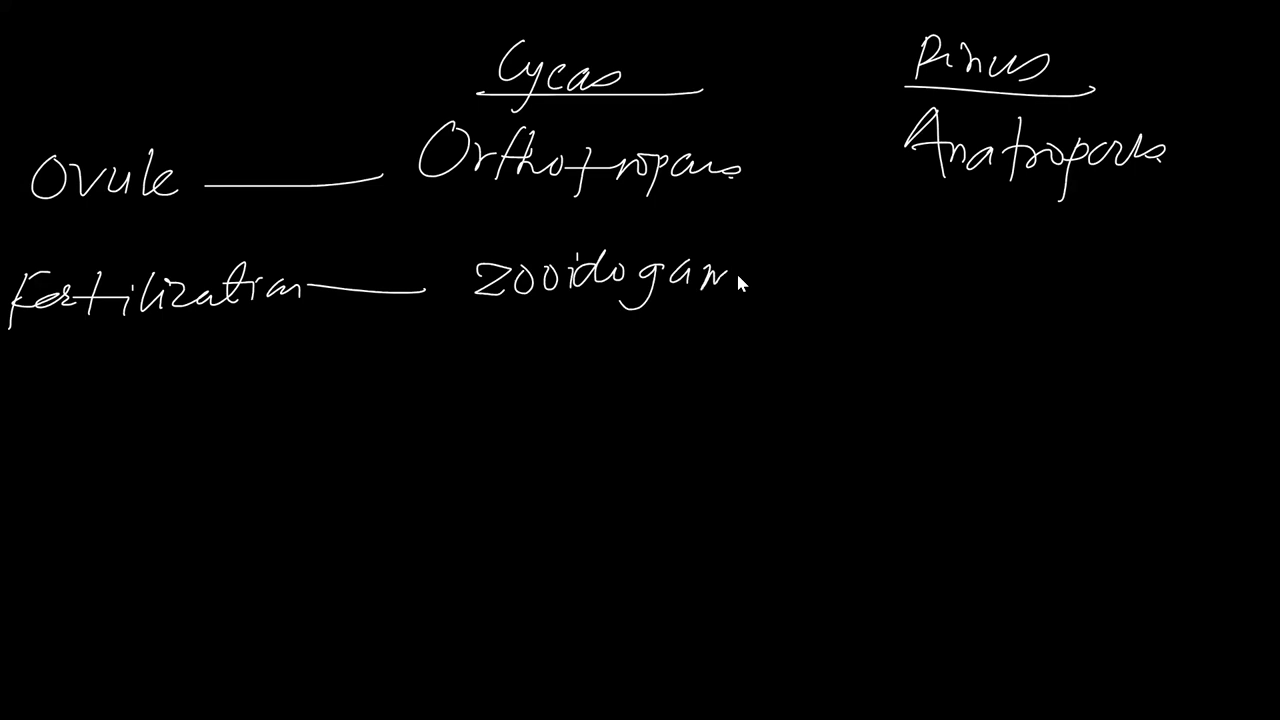 Cycas Pinus
Ovule — Orthotropous Anatropous
Fertilization — Zooidogam